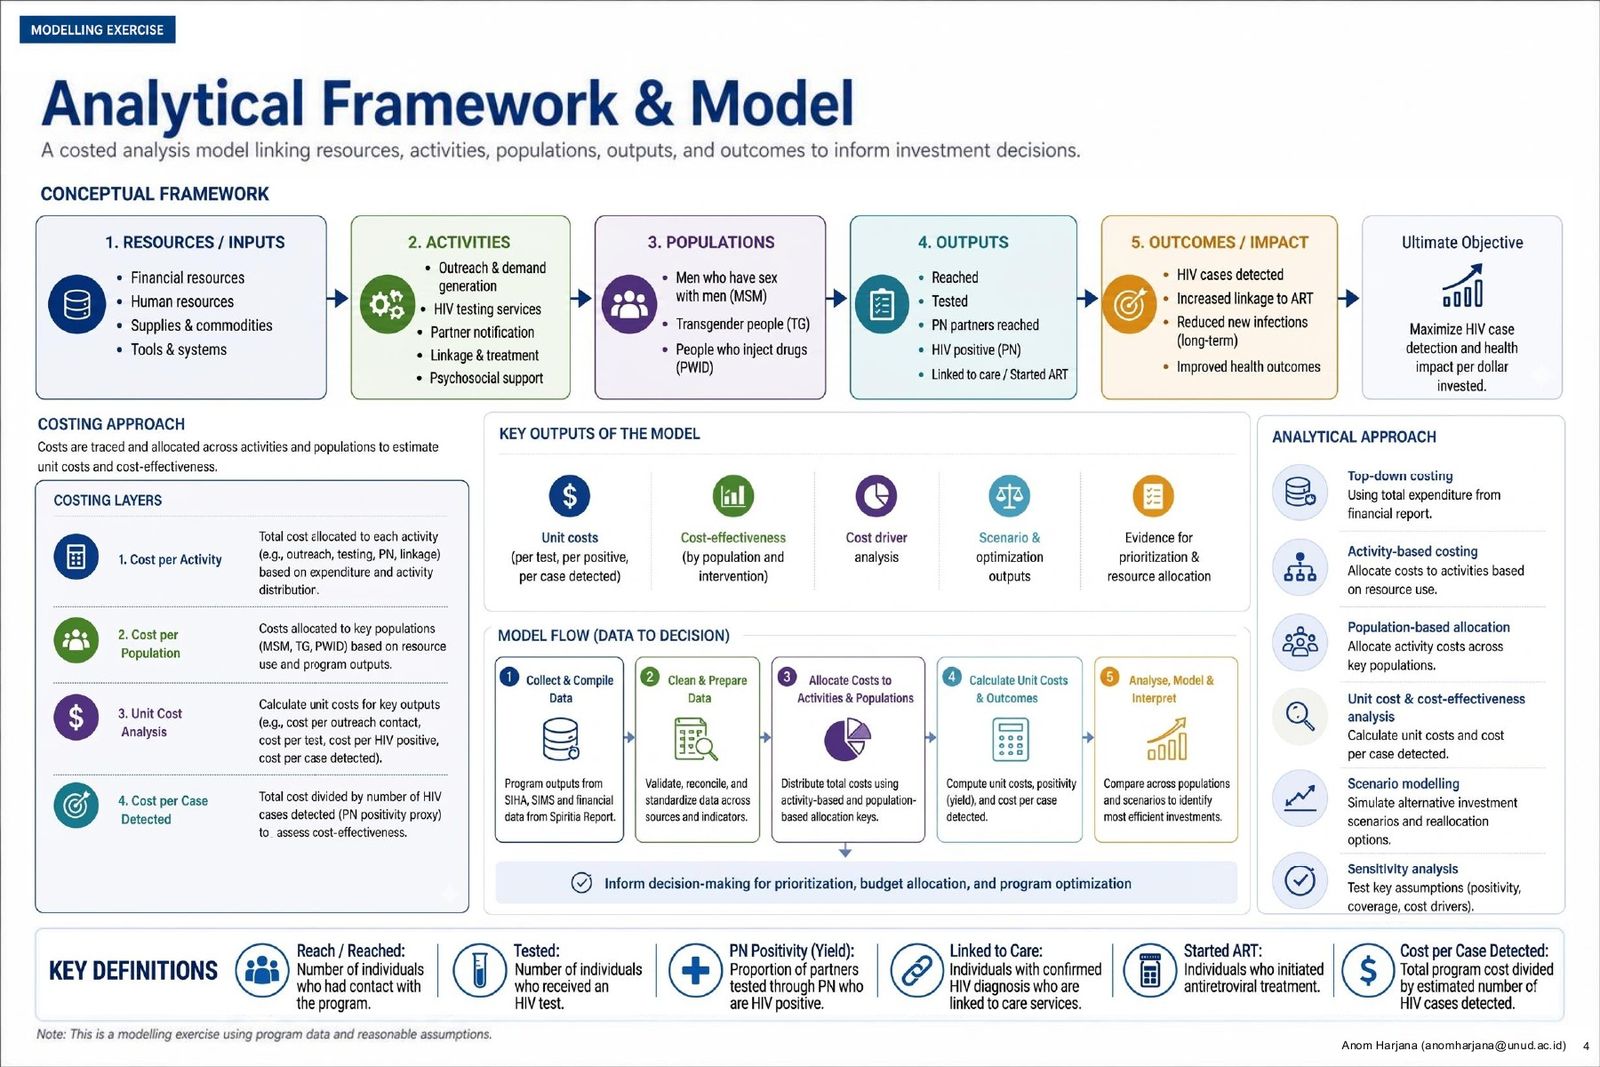 MODELLING EXERCISE
Analytical Framework & Model
A costed analysis model linking resources, activities, populations, outputs, and outcomes to inform investment decisions.
CONCEPTUAL FRAMEWORK
1. RESOURCES / INPUTS
• Financial resources
• Human resources
• Supplies & commodities
• Tools & systems
2. ACTIVITIES
• Outreach & demand
generation
• HIV testing services
• Partner notification
• Linkage & treatment
• Psychosocial support
3. POPULATIONS
• Men who have sex
with men (MSM)
• Transgender people (TG)
• People who inject drugs
(PWID)
4. OUTPUTS
• Reached
• Tested
• PN partners reached
• HIV positive (PN)
• Linked to care / Started ART
5. OUTCOMES / IMPACT
• HIV cases detected
• Increased linkage to ART
• Reduced new infections
(long-term)
• Improved health outcomes
Ultimate Objective
Maximize HIV case
detection and health
impact per dollar
invested.
COSTING APPROACH
Costs are traced and allocated across activities and populations to estimate
unit costs and cost-effectiveness.
COSTING LAYERS
1. Cost per Activity
Total cost allocated to each activity
(e.g., outreach, testing, PN, linkage)
based on expenditure and activity
distribution.
2. Cost per
Population
Costs allocated to key populations
(MSM, TG, PWID) based on resource
use and program outputs.
$
3. Unit Cost
Analysis
Calculate unit costs for key outputs
(e.g., cost per outreach contact,
cost per test, cost per HIV positive,
cost per case detected).
4. Cost per Case
Detected
Total cost divided by number of HIV
cases detected (PN positivity proxy)
to assess cost-effectiveness.
KEY OUTPUTS OF THE MODEL
$
Unit costs
(per test, per positive,
per case detected)
Cost-effectiveness
(by population and
intervention)
Cost driver
analysis
Scenario &
optimization
outputs
Evidence for
prioritization &
resource allocation
MODEL FLOW (DATA TO DECISION)
1 Collect & Compile
Data
Program outputs from
SIHA, SIMS and financial
data from Spiritia Report.
2 Clean & Prepare
Data
Validate, reconcile, and
standardize data across
sources and indicators.
3 Allocate Costs to
Activities & Populations
Distribute total costs using
activity-based and population-
based allocation keys.
4 Calculate Unit Costs
& Outcomes
Compute unit costs, positivity
(yield), and cost per case
detected.
5 Analyse, Model &
Interpret
Compare across populations
and scenarios to identify
most efficient investments.
Inform decision-making for prioritization, budget allocation, and program optimization
ANALYTICAL APPROACH
Top-down costing
Using total expenditure from
financial report.
Activity-based costing
Allocate costs to activities based
on resource use.
Population-based allocation
Allocate activity costs across
key populations.
Unit cost & cost-effectiveness
analysis
Calculate unit costs and cost
per case detected.
Scenario modelling
Simulate alternative investment
scenarios and reallocation
options.
Sensitivity analysis
Test key assumptions (positivity,
coverage, cost drivers).
KEY DEFINITIONS
Reach / Reached:
Number of individuals
who had contact with
the program.
Tested:
Number of individuals
who received an
HIV test.
PN Positivity (Yield):
Proportion of partners
tested through PN who
are HIV positive.
Linked to Care:
Individuals with confirmed
HIV diagnosis who are
linked to care services.
Started ART:
Individuals who initiated
antiretroviral treatment.
$
Cost per Case Detected:
Total program cost divided
by estimated number of
HIV cases detected.
Note: This is a modelling exercise using program data and reasonable assumptions.
Anom Harjana (anomharjana@unud.ac.id) 4